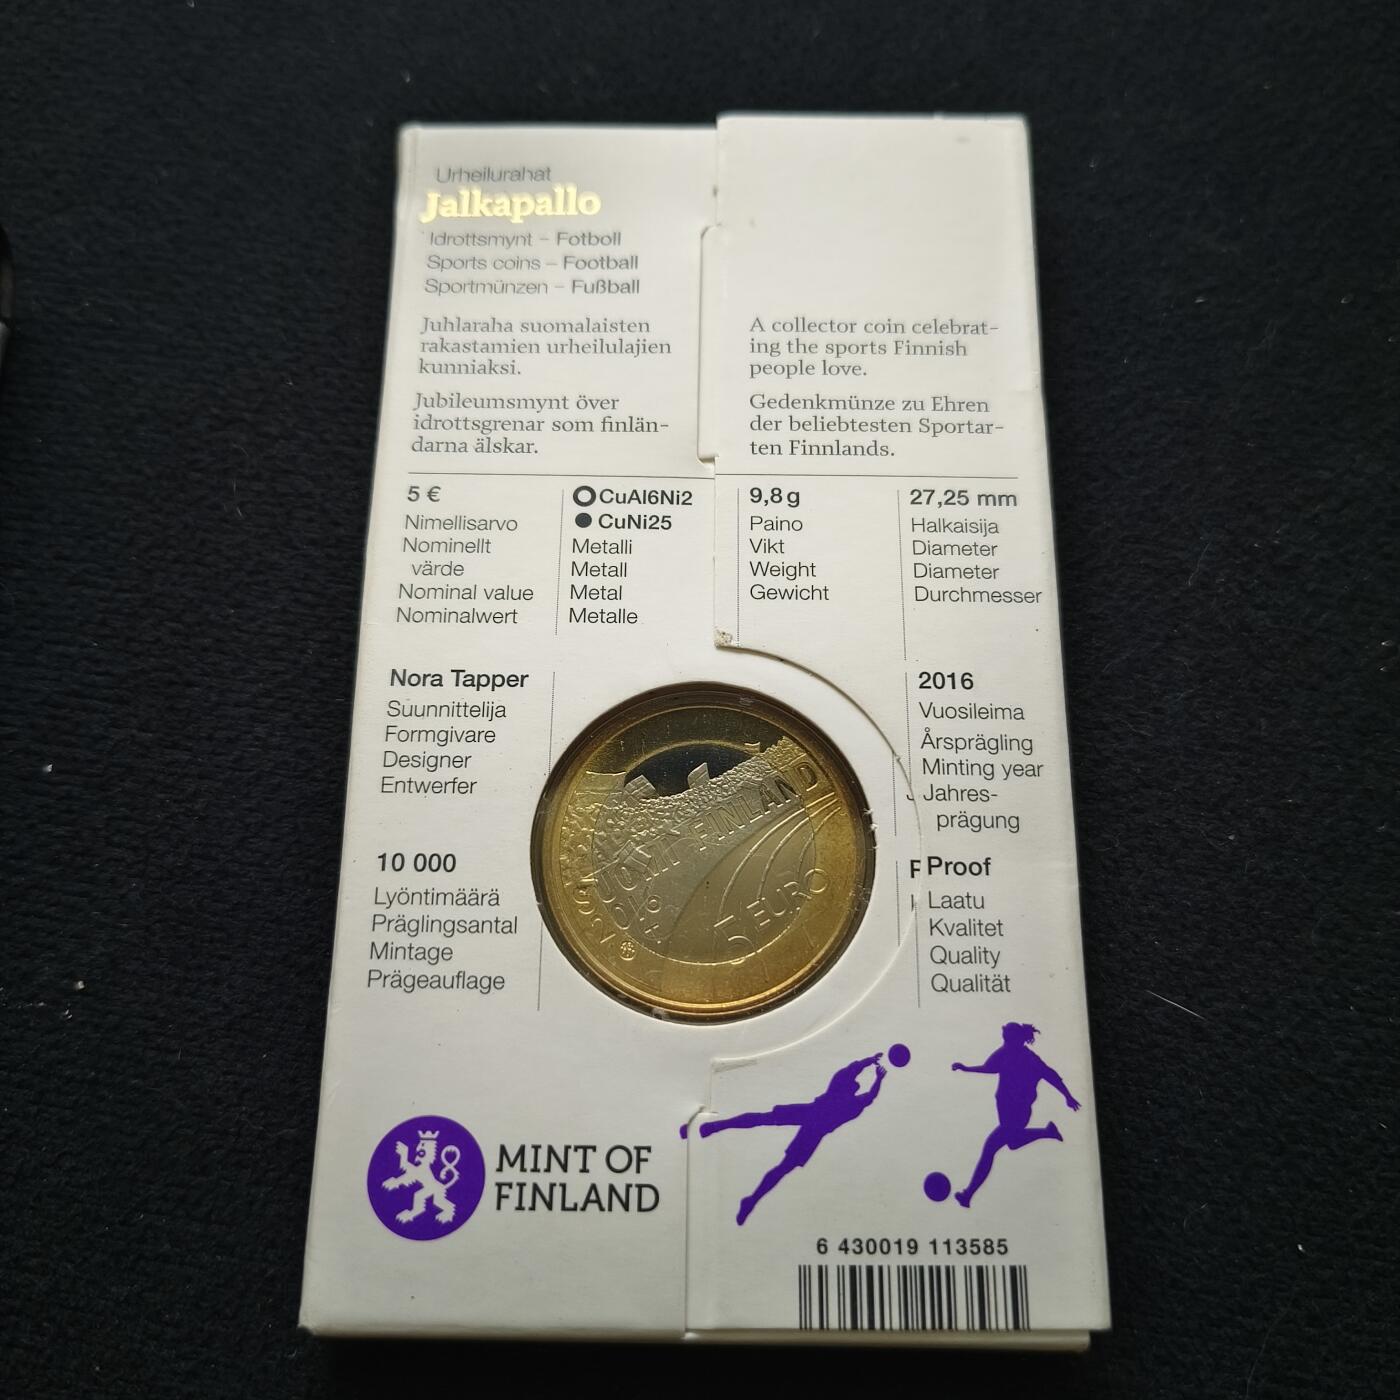 Urheilurahat
Jalkapallo
Idrottsmynt – Fotboll
Sports coins – Football
Sportmünzen – Fußball
Juhlaraha suomalaisten
rakastamien urheilulajien
kunniaksi.
Jubileumsmynt över
idrottsgrenar som finlän-
darna älskar.
A collector coin celebrat-
ing the sports Finnish
people love.
Gedenkmünze zu Ehren
der beliebtesten Sportar-
ten Finnlands.
5 €
Nimellisarvo
Nominellt
värde
Nominal value
Nominalwert
CuAl6Ni2
CuNi25
Metalli
Metall
Metal
Metalle
9,8 g
Paino
Vikt
Weight
Gewicht
27,25 mm
Halkaisija
Diameter
Diameter
Durchmesser
Nora Tapper
Suunnittelija
Formgivare
Designer
Entwerfer
2016
Vuosileima
Årsprägling
Minting year
Jahres-
prägung
10 000
Lyöntimäärä
Präglingsantal
Mintage
Prägeauflage
Proof
Laatu
Kvalitet
Quality
Qualität
SUOMI FINLAND
2016
5 EURO
MINT OF
FINLAND
6 430019 113585